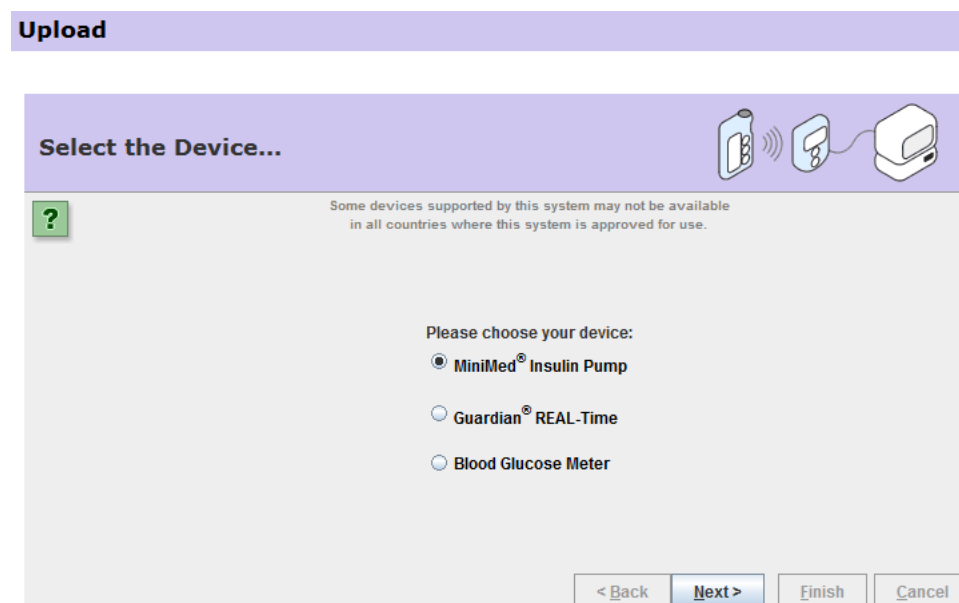 Upload
Select the Device...
?
Some devices supported by this system may not be available
in all countries where this system is approved for use.
Please choose your device:
MiniMed® Insulin Pump
Guardian® REAL-Time
Blood Glucose Meter
< Back Next > Finish Cancel